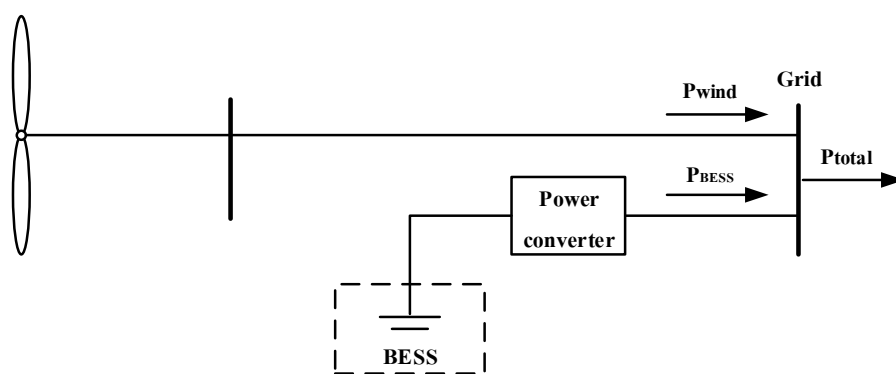 Pwind
Grid
Ptotal
PBESS
Power
converter
BESS